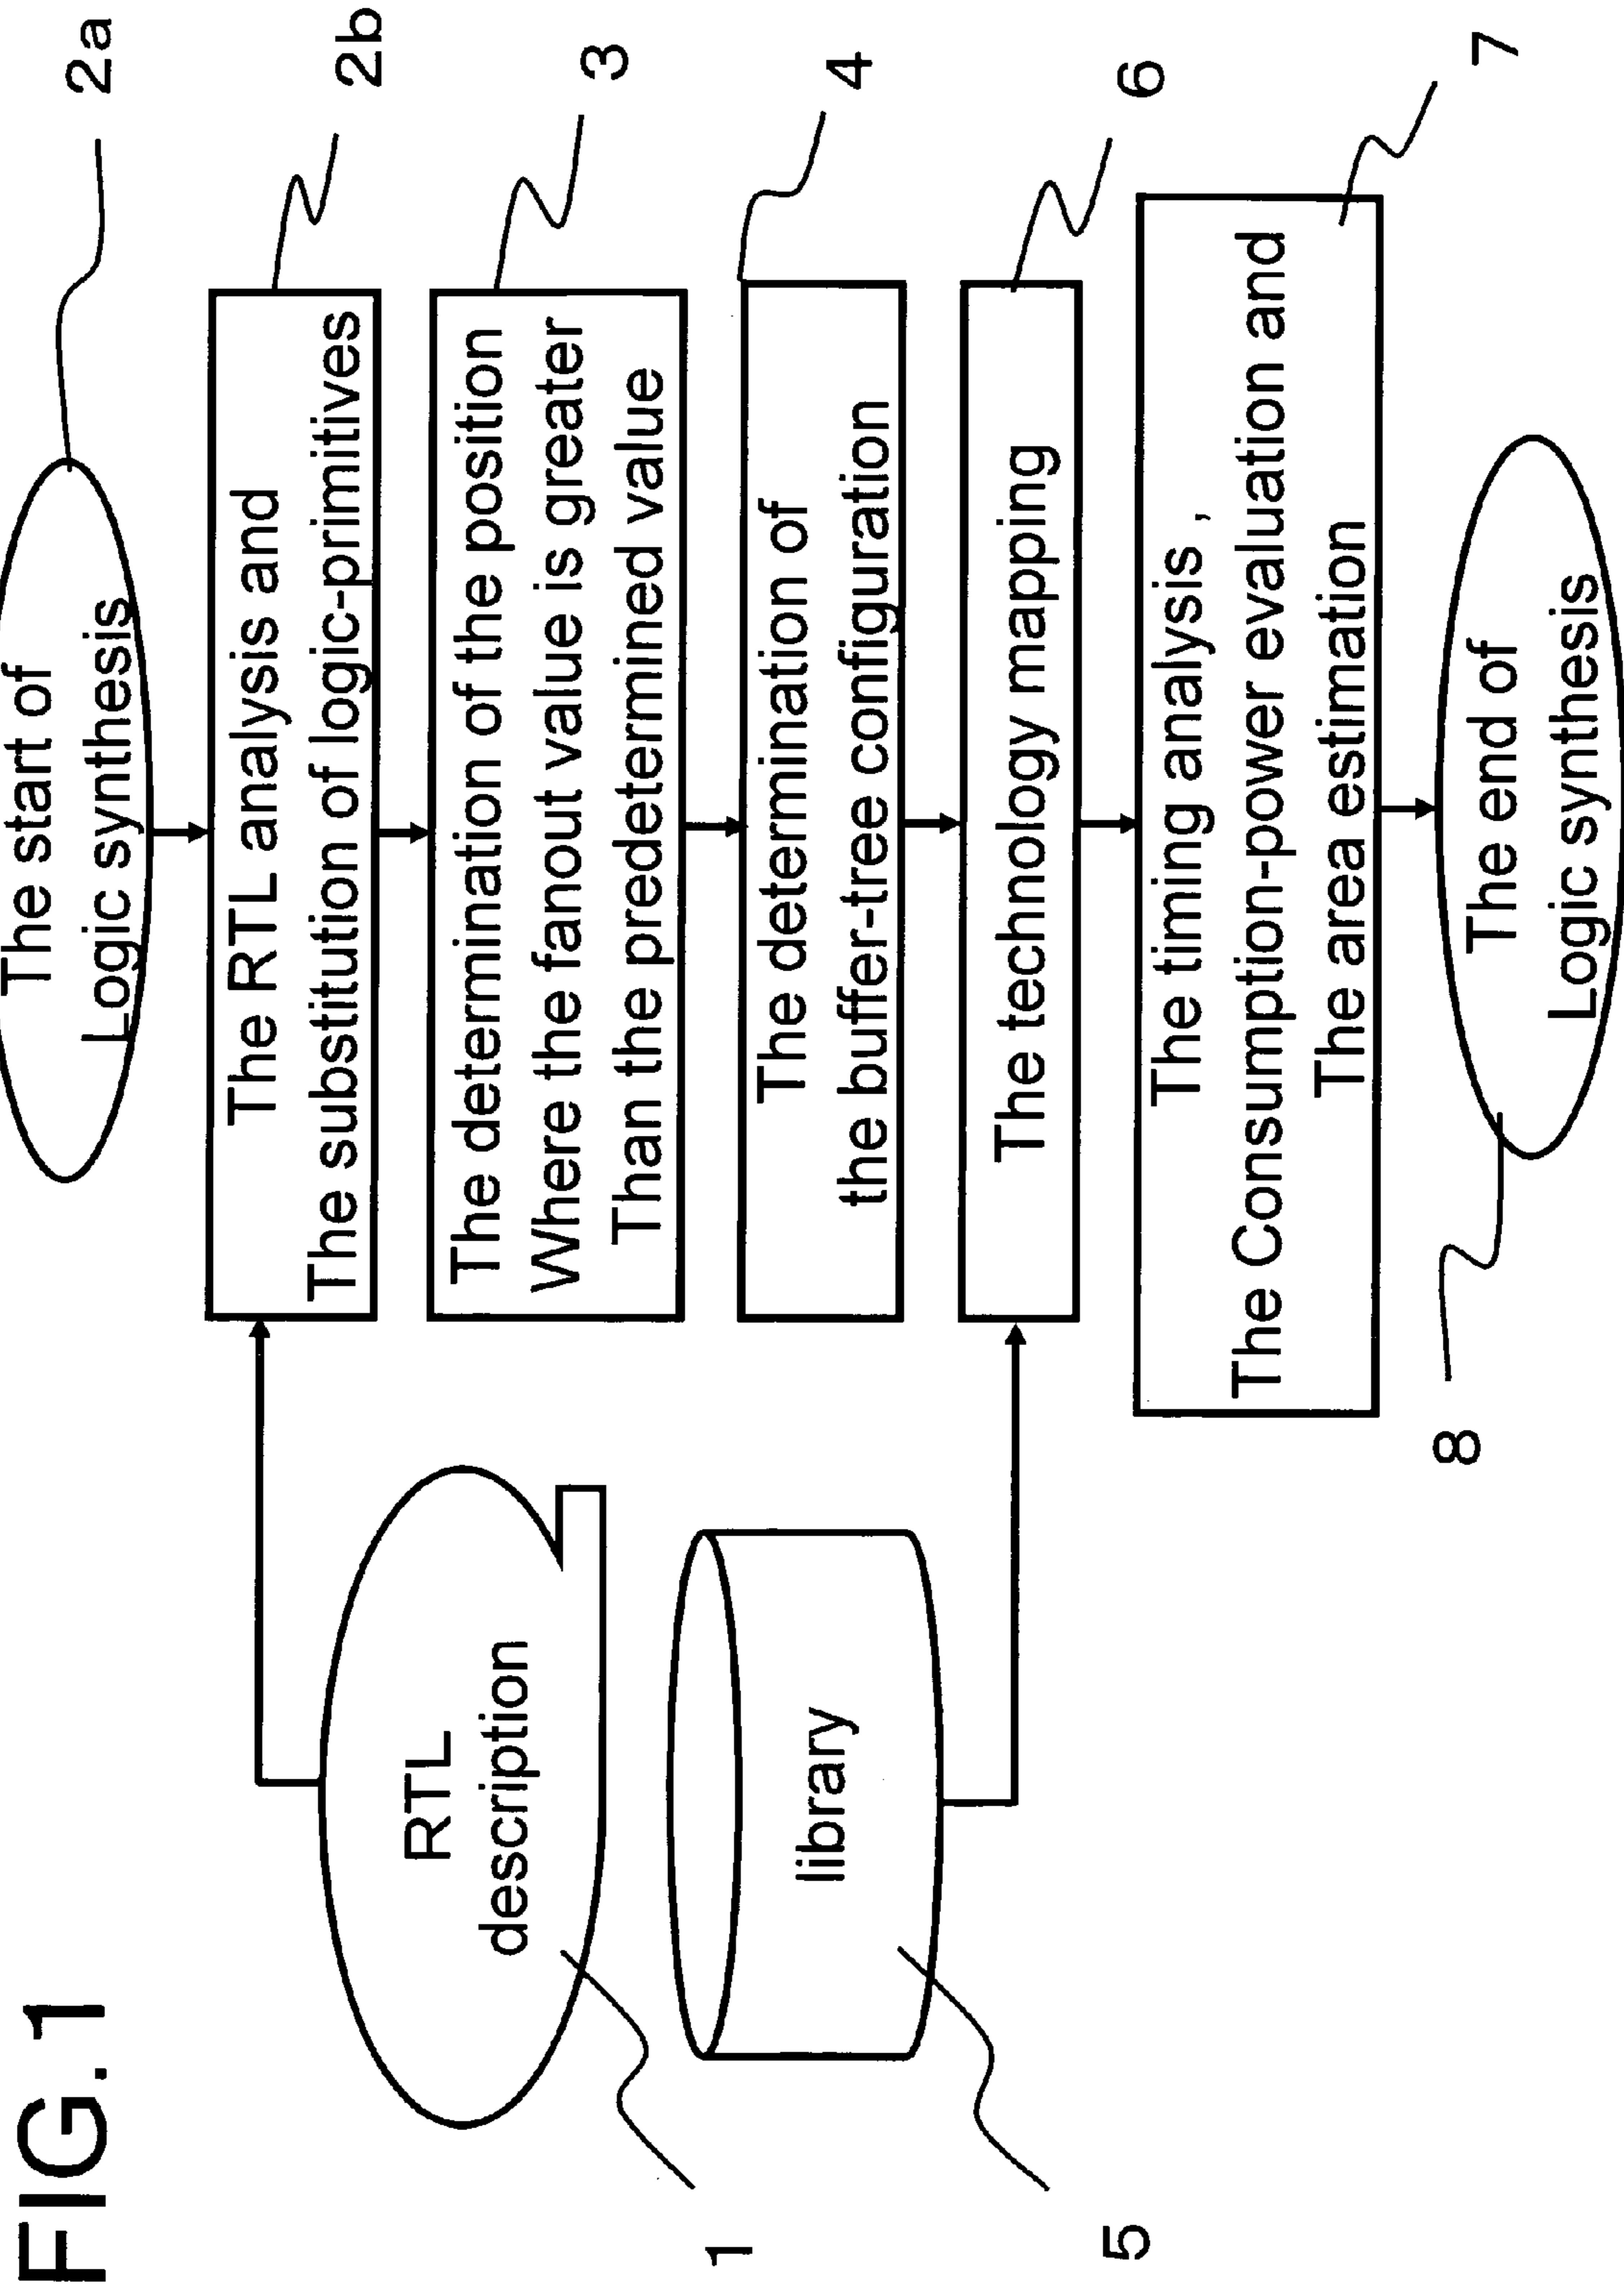 FIG.1
The start of
Logic synthesis
2a
The RTL analysis and
The substitution of logic-primitives
2b
RTL
description
1
The determination of the position
Where the fanout value is greater
Than the predetermined value
3
The determination of
the buffer-tree configuration
4
library
5
The technology mapping
6
The timing analysis ,
The Consumption-power evaluation and
The area estimation
7
The end of
Logic synthesis
8